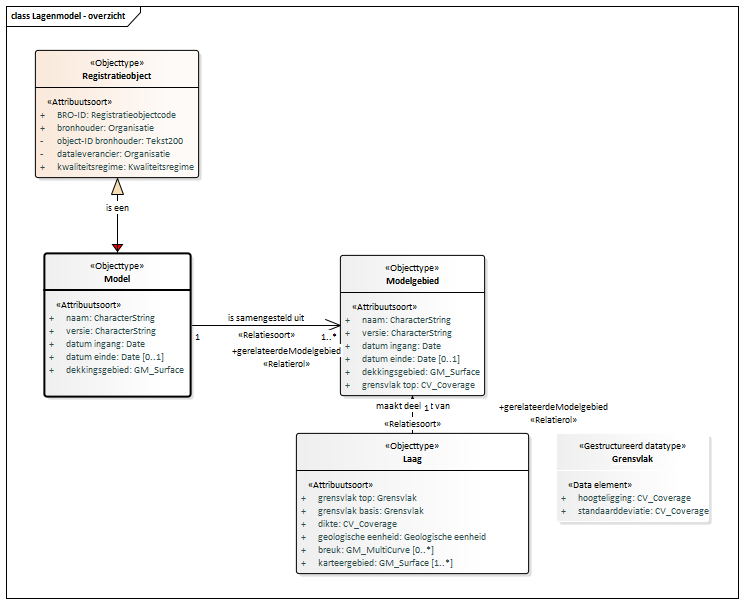 class Lagenmodel - overzicht
«Objecttype»
Registratieobject
«Attribuutsoort»
+ BRO-ID: Registratieobjectcode
+ bronhouder: Organisatie
- object-ID bronhouder: Tekst200
- dataleverancier: Organisatie
+ kwaliteitsregime: Kwaliteitsregime
is een
«Objecttype»
Model
«Attribuutsoort»
+ naam: CharacterString
+ versie: CharacterString
+ datum ingang: Date
+ datum einde: Date [0..1]
+ dekkingsgebied: GM_Surface
is samengesteld uit
1
«Relatiesoort»
1..*
+gerelateerdeModelgebied
«Relatierol»
«Objecttype»
Modelgebied
«Attribuutsoort»
+ naam: CharacterString
+ versie: CharacterString
+ datum ingang: Date
+ datum einde: Date [0..1]
+ dekkingsgebied: GM_Surface
+ grensvlak top: CV_Coverage
maakt deel 1 t van
«Relatiesoort»
+gerelateerdeModelgebied
«Relatierol»
«Objecttype»
Laag
«Attribuutsoort»
+ grensvlak top: Grensvlak
+ grensvlak basis: Grensvlak
+ dikte: CV_Coverage
+ geologische eenheid: Geologische eenheid
+ breuk: GM_MultiCurve [0..*]
+ karteergebied: GM_Surface [1..*]
«Gestructureerd datatype»
Grensvlak
«Data element»
+ hoogteligging: CV_Coverage
+ standaarddeviatie: CV_Coverage